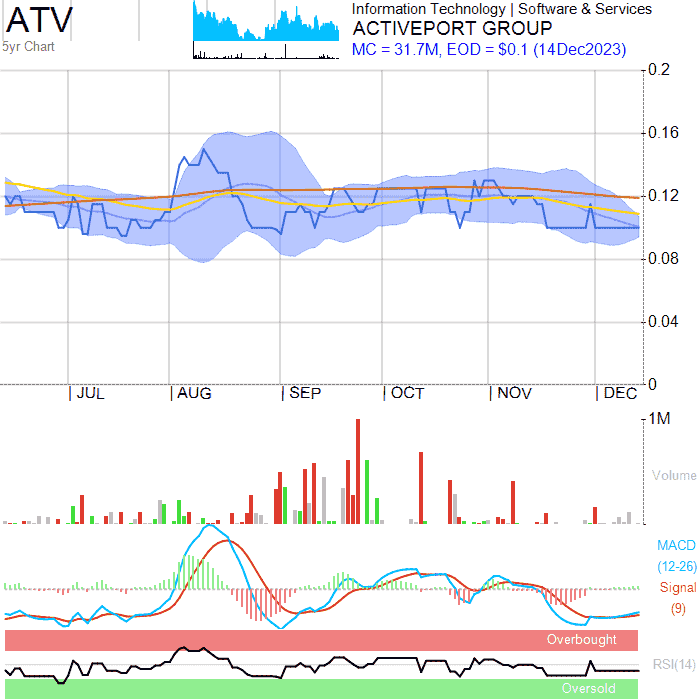 ATV
5yr Chart
Information Technology | Software & Services
ACTIVEPORT GROUP
MC = 31.7M, EOD = $0.1 (14Dec2023)
0.2
0.16
0.12
0.08
0.04
0
| JUL | AUG | SEP | OCT | NOV | DEC
1M
Volume
MACD
(12-26)
Signal
(9)
Overbought
RSI(14)
Oversold